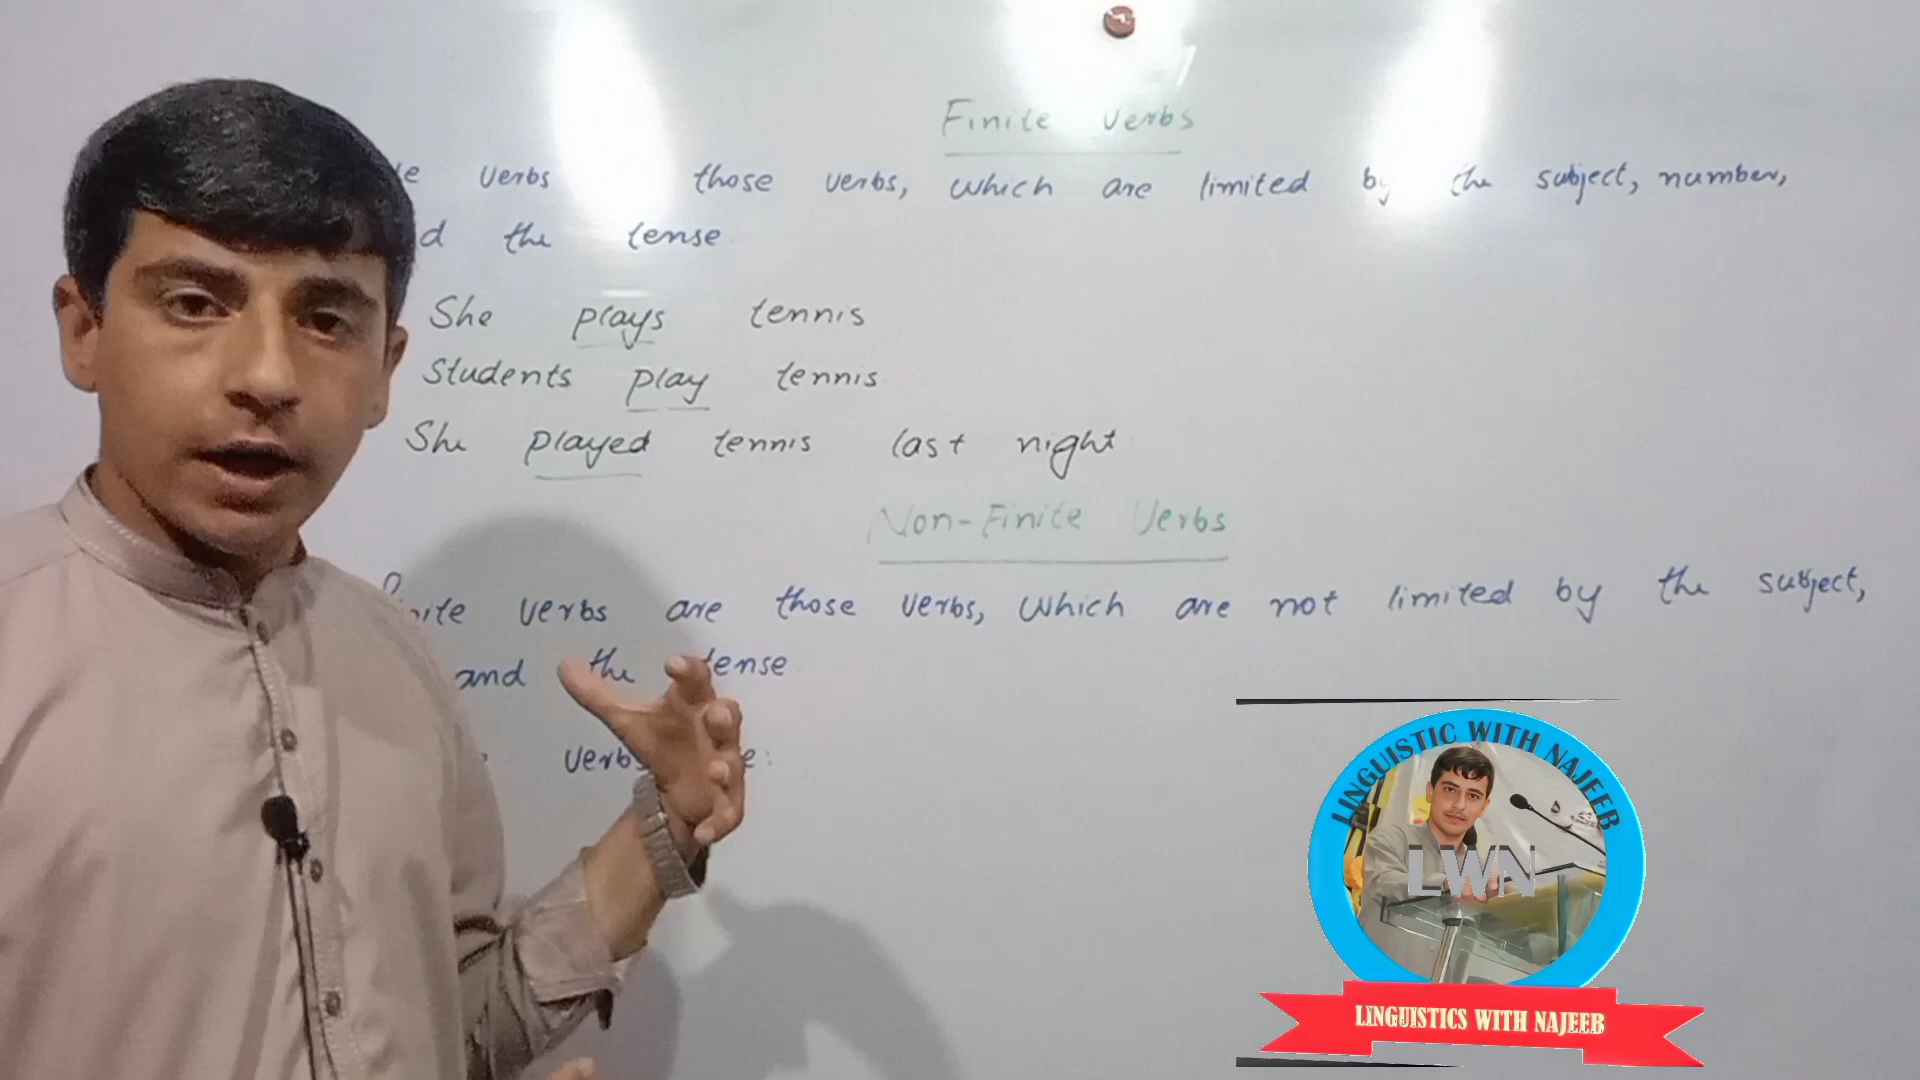 Finite verbs
verbs those verbs, which are limited by the subject, number,
the tense
She plays tennis
Students play tennis
She played tennis last night
Non-Finite Verbs
verbs are those verbs, which are not limited by the subject,
and the tense
LINGUISTIC WITH NAJEEB
LWN
LINGUISTICS WITH NAJEEB